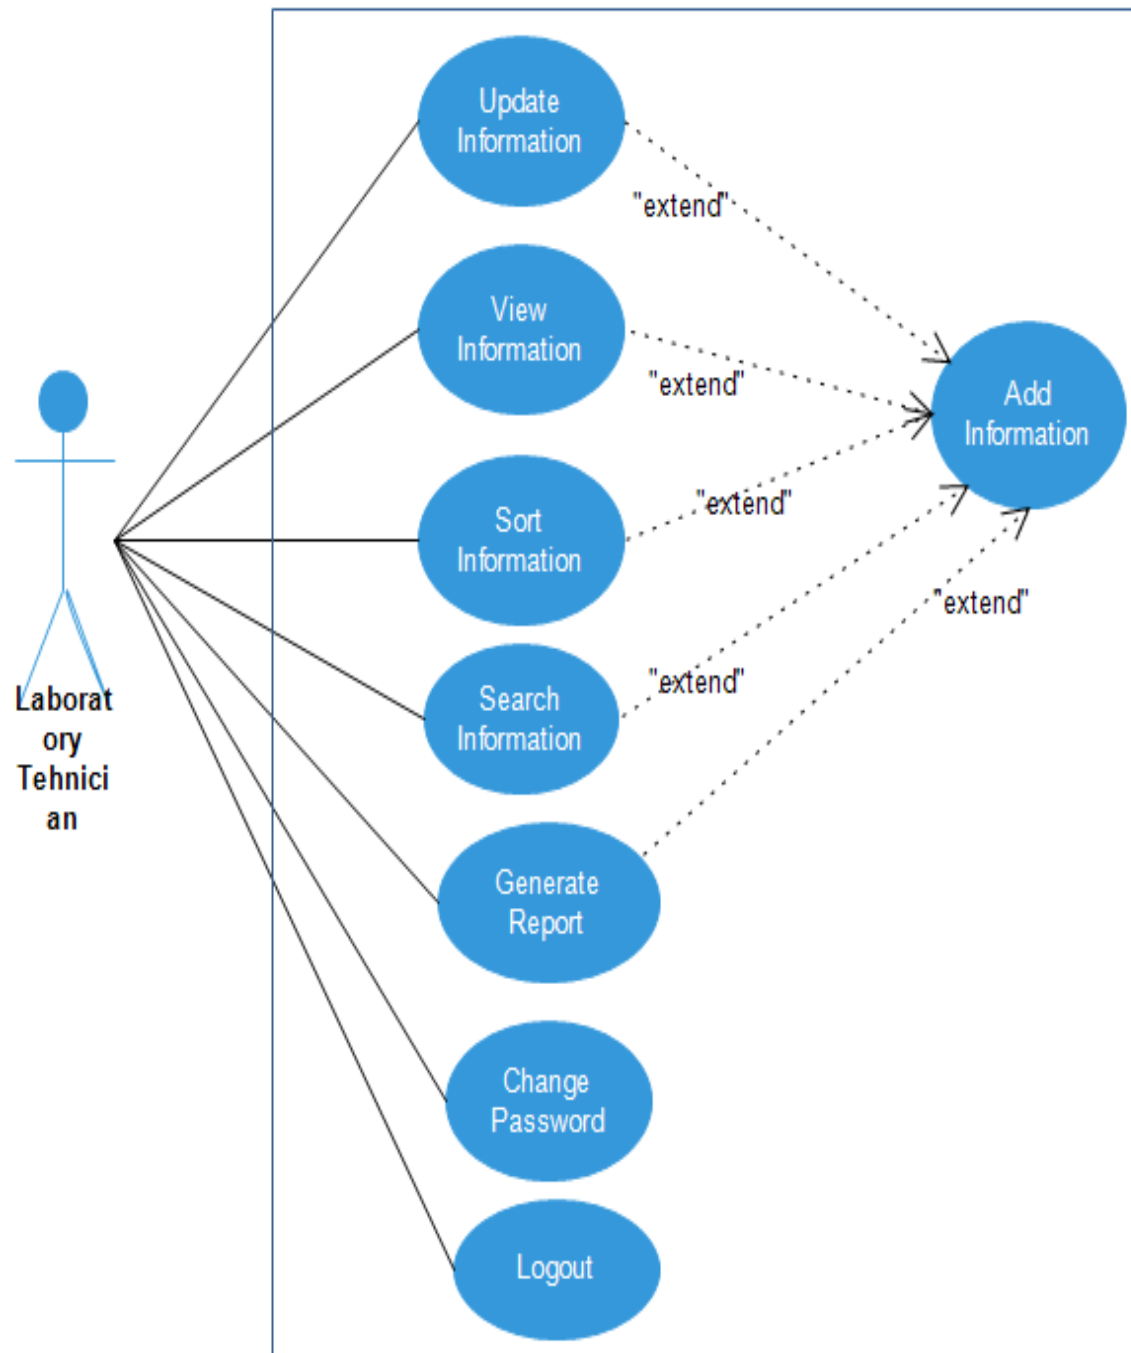 Update
Information
"extend"
View
Information
"extend"
Add
Information
Sort
Information
"extend"
"extend"
Search
Information
"extend"
Laborat
ory
Tehnici
an
Generate
Report
Change
Password
Logout